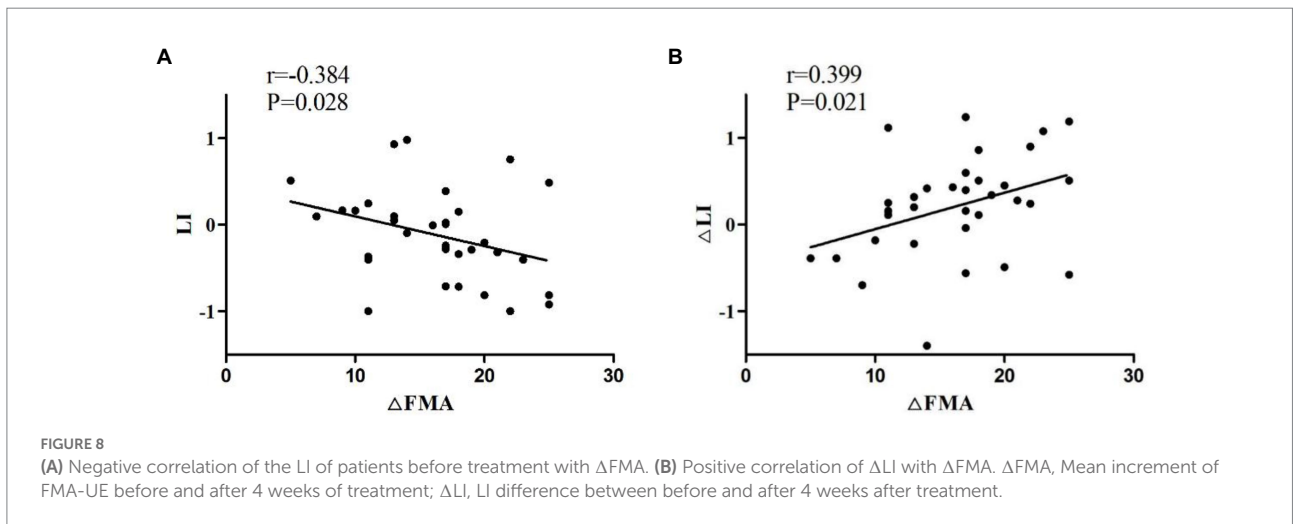 A
r=-0.384
P=0.028
1
0
-1
LI
0
10
20
30
△FMA
B
r=0.399
P=0.021
1
0
-1
△LI
0
10
20
30
△FMA
FIGURE 8
(A) Negative correlation of the LI of patients before treatment with ΔFMA. (B) Positive correlation of ΔLI with ΔFMA. ΔFMA, Mean increment of
FMA-UE before and after 4 weeks of treatment; ΔLI, LI difference between before and after 4 weeks after treatment.